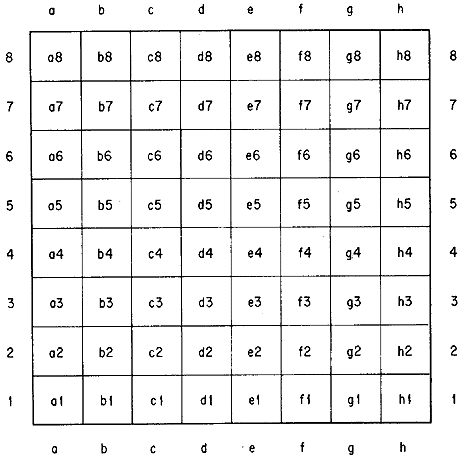 a b c d e f g h
8 a8 b8 c8 d8 e8 f8 g8 h8 8
7 a7 b7 c7 d7 e7 f7 g7 h7 7
6 a6 b6 c6 d6 e6 f6 g6 h6 6
5 a5 b5 c5 d5 e5 f5 g5 h5 5
4 a4 b4 c4 d4 e4 f4 g4 h4 4
3 a3 b3 c3 d3 e3 f3 g3 h3 3
2 a2 b2 c2 d2 e2 f2 g2 h2 2
1 a1 b1 c1 d1 e1 f1 g1 h1 1
a b c d e f g h